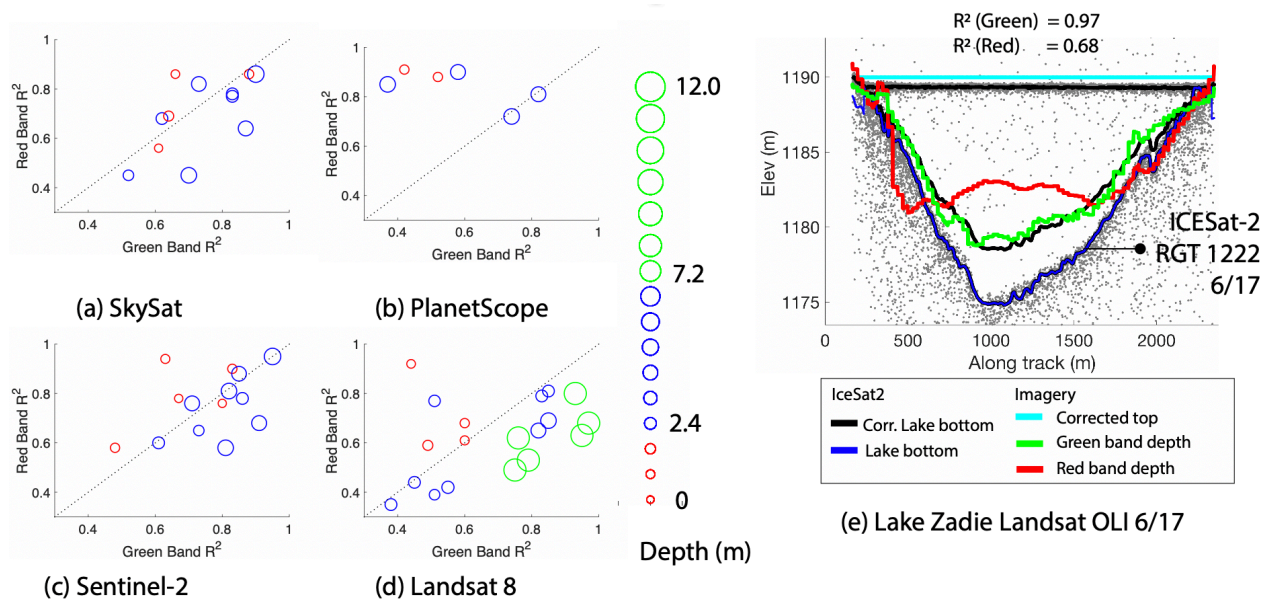 1
0.8
0.6
0.4
Red Band R²
0.4 0.6 0.8 1
Green Band R²
(a) SkySat
1
0.8
0.6
0.4
Red Band R²
0.4 0.6 0.8 1
Green Band R²
(b) PlanetScope
1
0.8
0.6
0.4
Red Band R²
0.4 0.6 0.8 1
Green Band R²
(c) Sentinel-2
1
0.8
0.6
0.4
Red Band R²
0.4 0.6 0.8 1
Green Band R²
(d) Landsat 8
12.0
7.2
2.4
0
Depth (m)
R² (Green) = 0.97
R² (Red) = 0.68
1190
1185
1180
1175
Elev (m)
0 500 1000 1500 2000
Along track (m)
ICESat-2
RGT 1222
6/17
IceSat2
Corr. Lake bottom
Lake bottom
Imagery
Corrected top
Green band depth
Red band depth
(e) Lake Zadie Landsat OLI 6/17